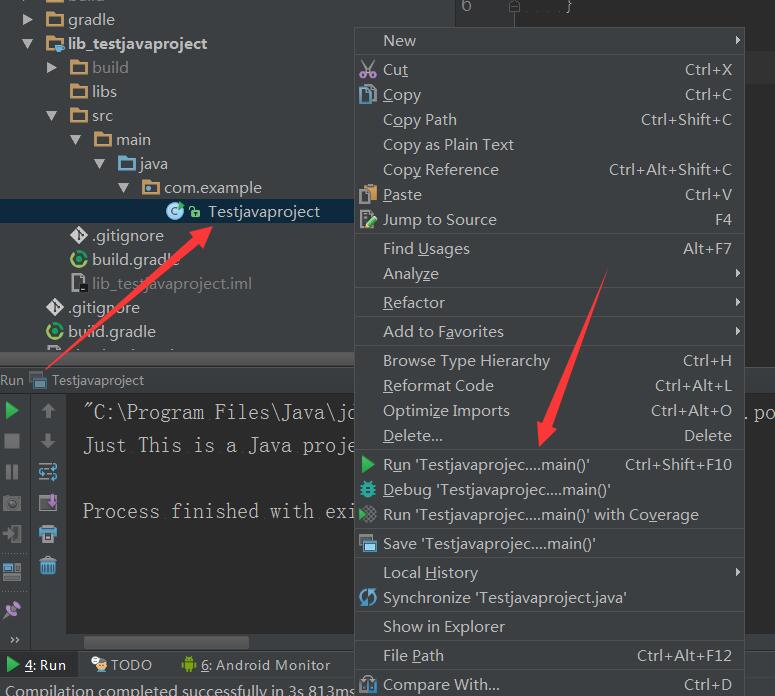 gradle
lib_testjavaproject
build
libs
src
main
java
com.example
Testjavaproject
.gitignore
build.gradle
lib_testjavaproject.iml
.gitignore
build.gradle
6 }
New
Cut Ctrl+X
Copy Ctrl+C
Copy Path Ctrl+Shift+C
Copy as Plain Text
Copy Reference Ctrl+Alt+Shift+C
Paste Ctrl+V
Jump to Source F4
Find Usages Alt+F7
Analyze
Refactor
Add to Favorites
Browse Type Hierarchy Ctrl+H
Reformat Code Ctrl+Alt+L
Optimize Imports Ctrl+Alt+O
Delete... Delete
Run 'Testjavaprojec....main()' Ctrl+Shift+F10
Debug 'Testjavaprojec....main()'
Run 'Testjavaprojec....main()' with Coverage
Save 'Testjavaprojec....main()'
Local History
Synchronize 'Testjavaproject.java'
Show in Explorer
File Path Ctrl+Alt+F12
Compare With... Ctrl+D
Run Testjavaproject
"C:\Program Files\Java\jd .po
Just This is a Java proje
Process finished with exi
4: Run TODO 6: Android Monitor
Compilation completed successfully in 3s 813ms